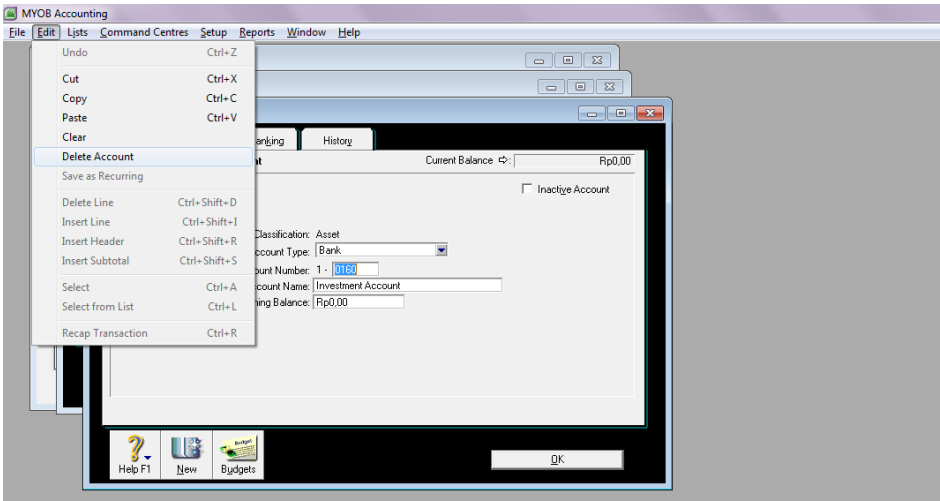 MYOB Accounting
File Edit Lists Command Centres Setup Reports Window Help
Undo Ctrl+Z
Cut Ctrl+X
Copy Ctrl+C
Paste Ctrl+V
Clear
Delete Account
Save as Recurring
Delete Line Ctrl+Shift+D
Insert Line Ctrl+Shift+I
Insert Header Ctrl+Shift+R
Insert Subtotal Ctrl+Shift+S
Select Ctrl+A
Select from List Ctrl+L
Recap Transaction Ctrl+R
anking History
nt Current Balance ⇨: Rp0,00
Inactive Account
Classification: Asset
ccount Type: Bank
ount Number: 1 - 0160
ccount Name: Investment Account
ning Balance: Rp0,00
Help F1 New Budgets
Budget
OK